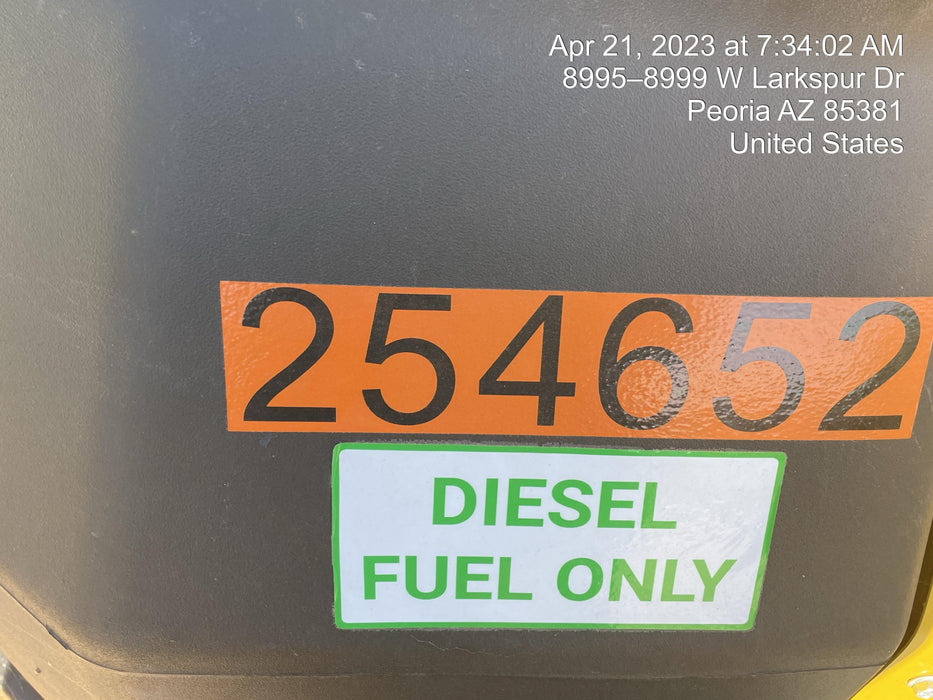 Apr 21, 2023 at 7:34:02 AM
8995–8999 W Larkspur Dr
Peoria AZ 85381
United States
254652
DIESEL
FUEL ONLY